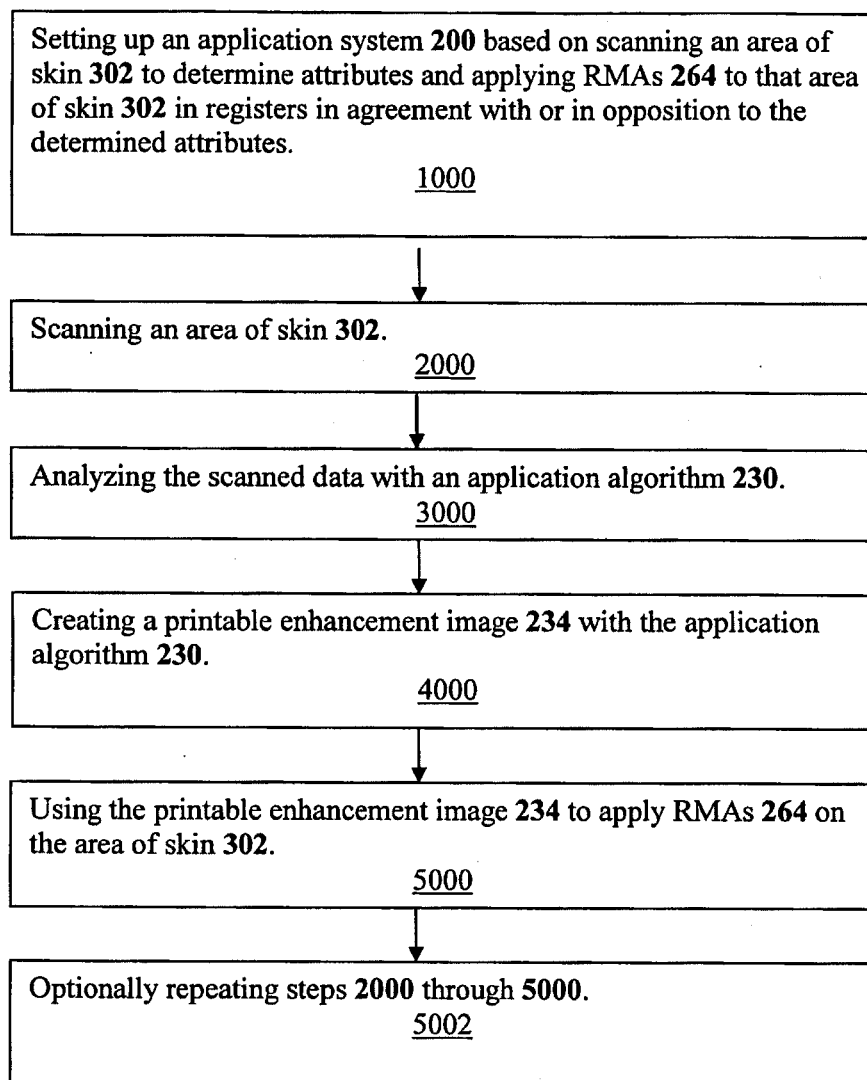 Setting up an application system 200 based on scanning an area of
skin 302 to determine attributes and applying RMAs 264 to that area
of skin 302 in registers in agreement with or in opposition to the
determined attributes.
1000
Scanning an area of skin 302.
2000
Analyzing the scanned data with an application algorithm 230.
3000
Creating a printable enhancement image 234 with the application
algorithm 230.
4000
Using the printable enhancement image 234 to apply RMAs 264 on
the area of skin 302.
5000
Optionally repeating steps 2000 through 5000.
5002